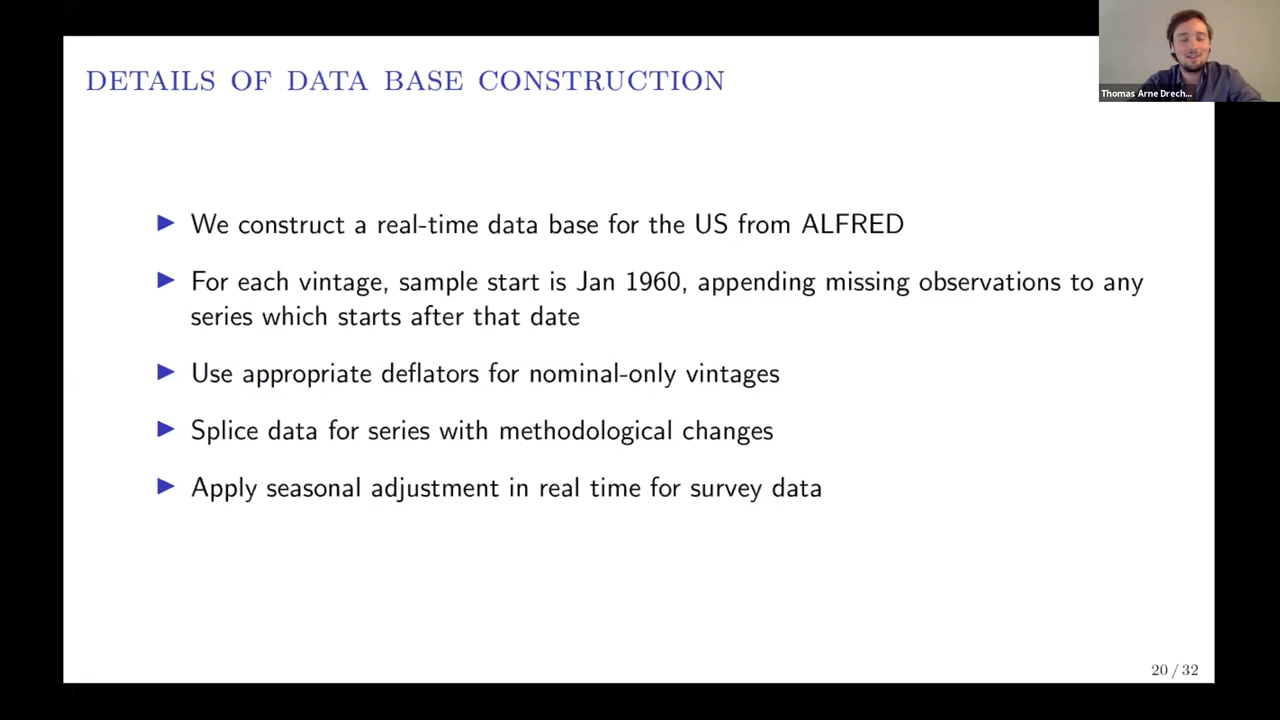 DETAILS OF DATA BASE CONSTRUCTION
Thomas Arne Drech...
▶ We construct a real-time data base for the US from ALFRED
▶ For each vintage, sample start is Jan 1960, appending missing observations to any
series which starts after that date
▶ Use appropriate deflators for nominal-only vintages
▶ Splice data for series with methodological changes
▶ Apply seasonal adjustment in real time for survey data
20 / 32